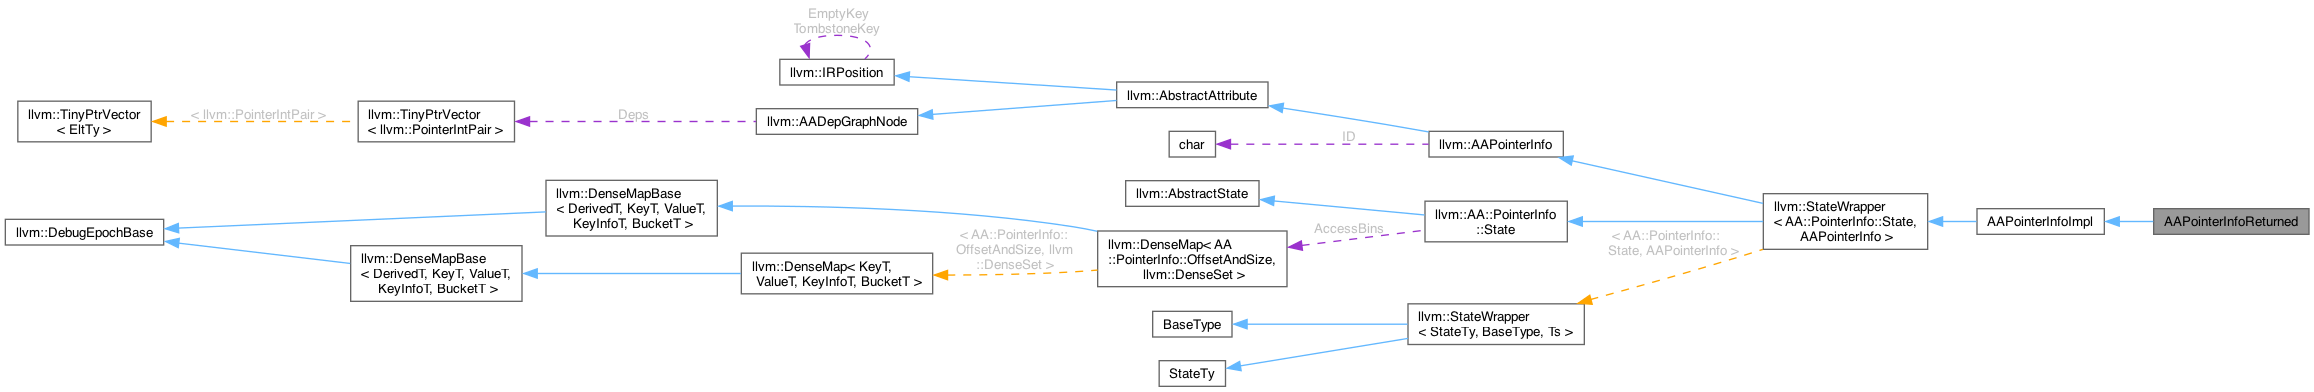 EmptyKey
TombstoneKey
llvm::IRPosition
llvm::AbstractAttribute
llvm::TinyPtrVector
< EltTy >
< llvm::PointerIntPair >
llvm::TinyPtrVector
< llvm::PointerIntPair >
Deps
llvm::AADepGraphNode
char
ID
llvm::AAPointerInfo
llvm::DenseMapBase
< DerivedT, KeyT, ValueT,
KeyInfoT, BucketT >
llvm::AbstractState
llvm::AA::PointerInfo
::State
llvm::StateWrapper
< AA::PointerInfo::State,
AAPointerInfo >
AAPointerInfoImpl
AAPointerInfoReturned
llvm::DebugEpochBase
AccessBins
< AA::PointerInfo::
OffsetAndSize, llvm
::DenseSet >
llvm::DenseMap< AA
::PointerInfo::OffsetAndSize,
llvm::DenseSet >
< AA::PointerInfo::
State, AAPointerInfo >
llvm::DenseMapBase
< DerivedT, KeyT, ValueT,
KeyInfoT, BucketT >
llvm::DenseMap< KeyT,
ValueT, KeyInfoT, BucketT >
BaseType
llvm::StateWrapper
< StateTy, BaseType, Ts >
StateTy